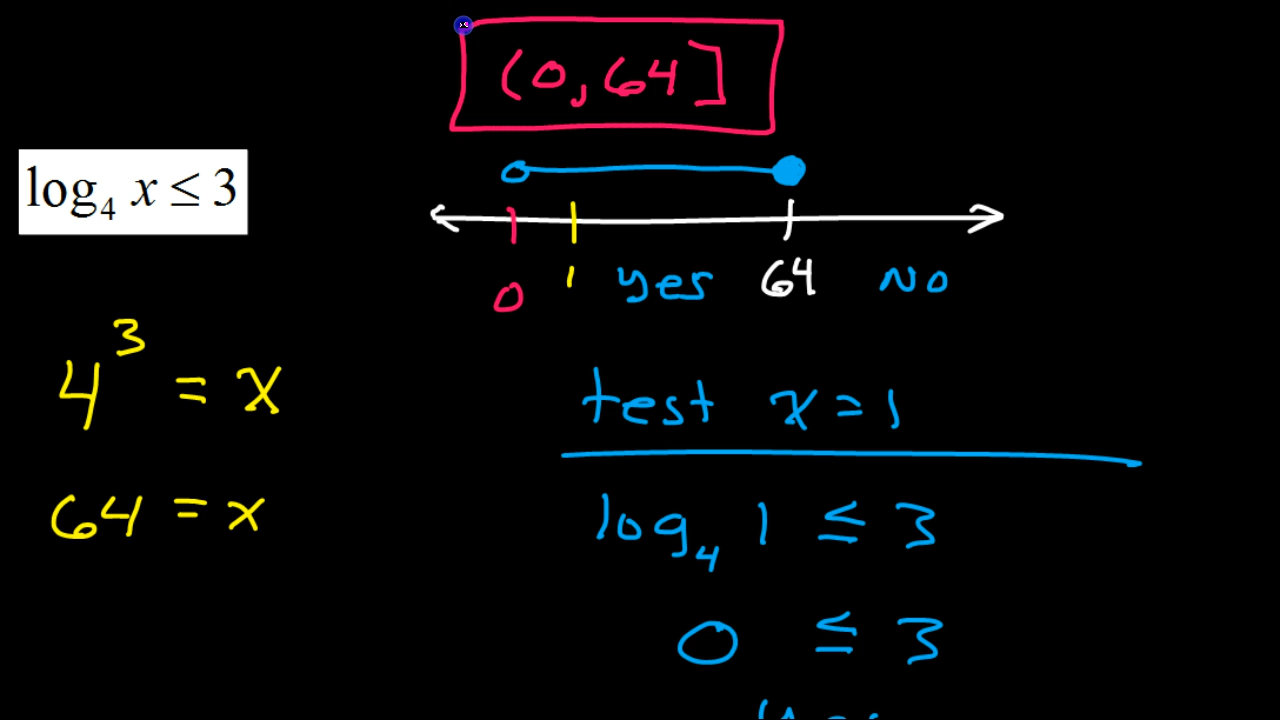 (0, 64]
log₄ x ≤ 3
0 1 yes 64 No
4³ = x
64 = x
test x = 1
log₄ 1 ≤ 3
0 ≤ 3